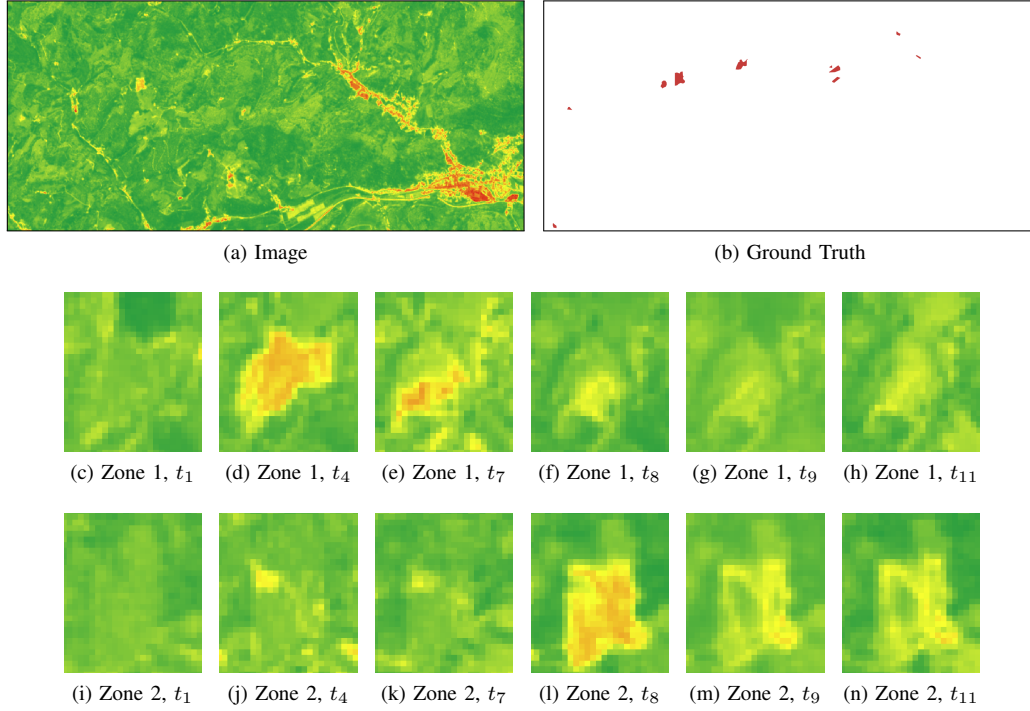 (a) Image
(b) Ground Truth
(c) Zone 1, t₁
(d) Zone 1, t₄
(e) Zone 1, t₇
(f) Zone 1, t₈
(g) Zone 1, t₉
(h) Zone 1, t₁₁
(i) Zone 2, t₁
(j) Zone 2, t₄
(k) Zone 2, t₇
(l) Zone 2, t₈
(m) Zone 2, t₉
(n) Zone 2, t₁₁